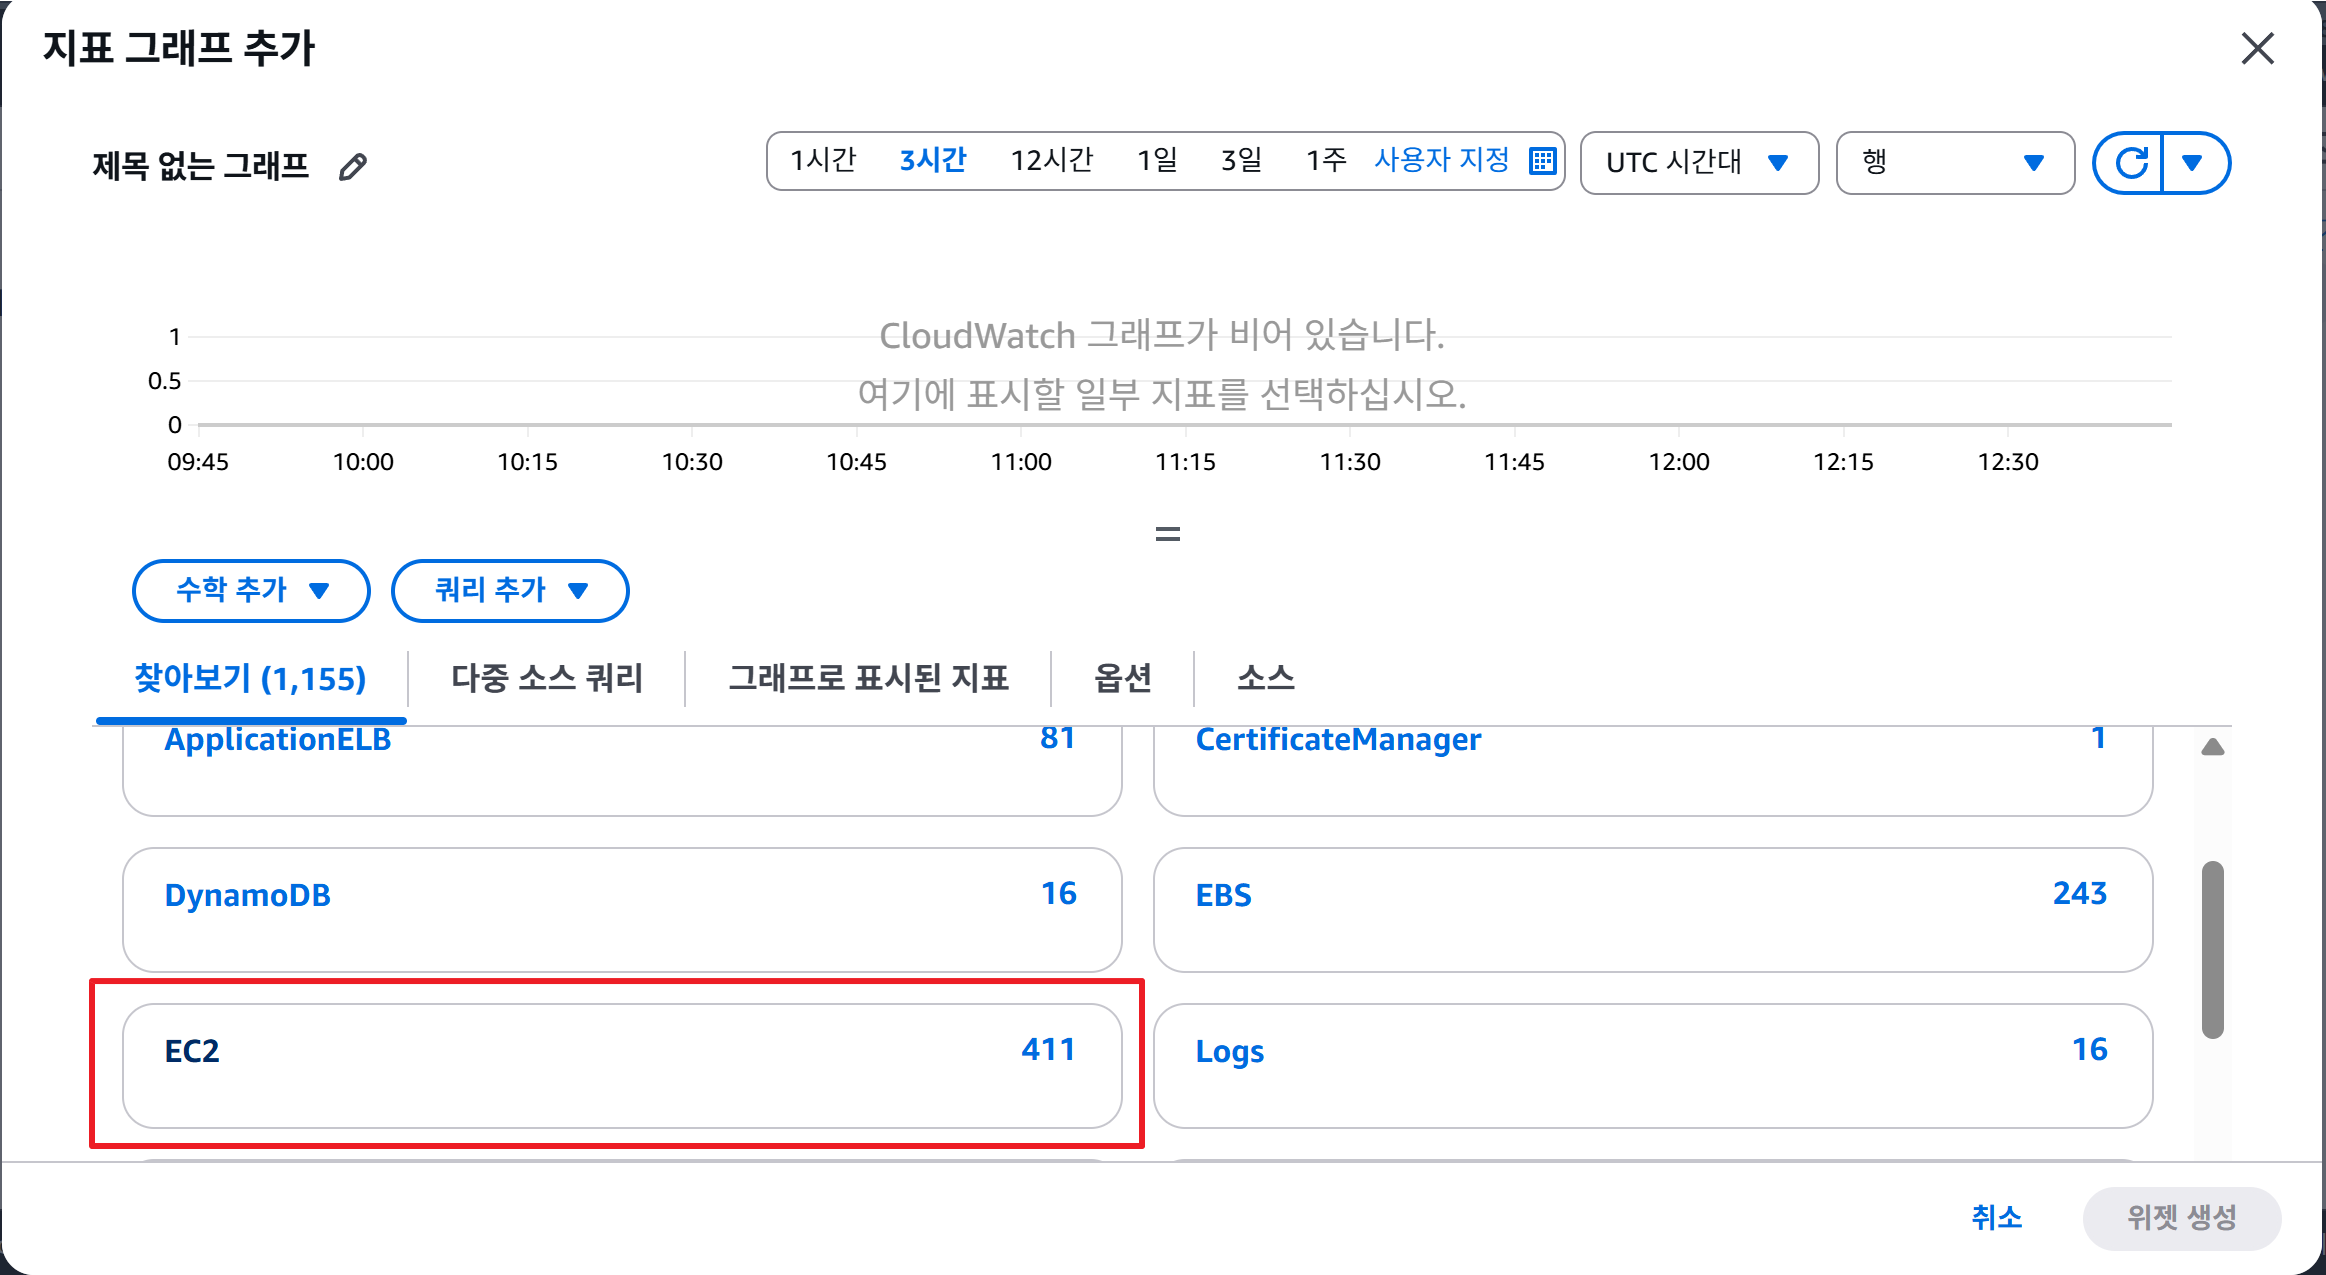 지표 그래프 추가
제목 없는 그래프
1시간 3시간 12시간 1일 3일 1주 사용자 지정 UTC 시간대 행
CloudWatch 그래프가 비어 있습니다.
여기에 표시할 일부 지표를 선택하십시오.
1
0.5
0
09:45 10:00 10:15 10:30 10:45 11:00 11:15 11:30 11:45 12:00 12:15 12:30
수학 추가 쿼리 추가
찾아보기 (1,155) 다중 소스 쿼리 그래프로 표시된 지표 옵션 소스
ApplicationELB 81 CertificateManager 1
DynamoDB 16 EBS 243
EC2 411 Logs 16
취소 위젯 생성